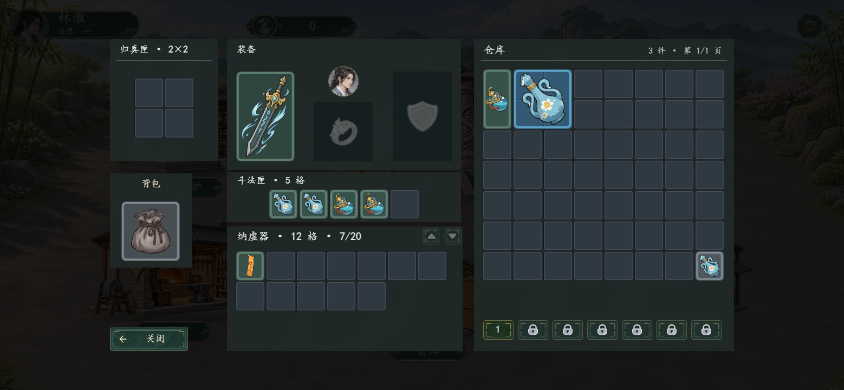 归真匣 • 2×2
装备
仓库
3 件 • 第 1/1 页
背包
斗法匣 • 5 格
纳虚器 • 12 格 • 7/20
关闭
1
0